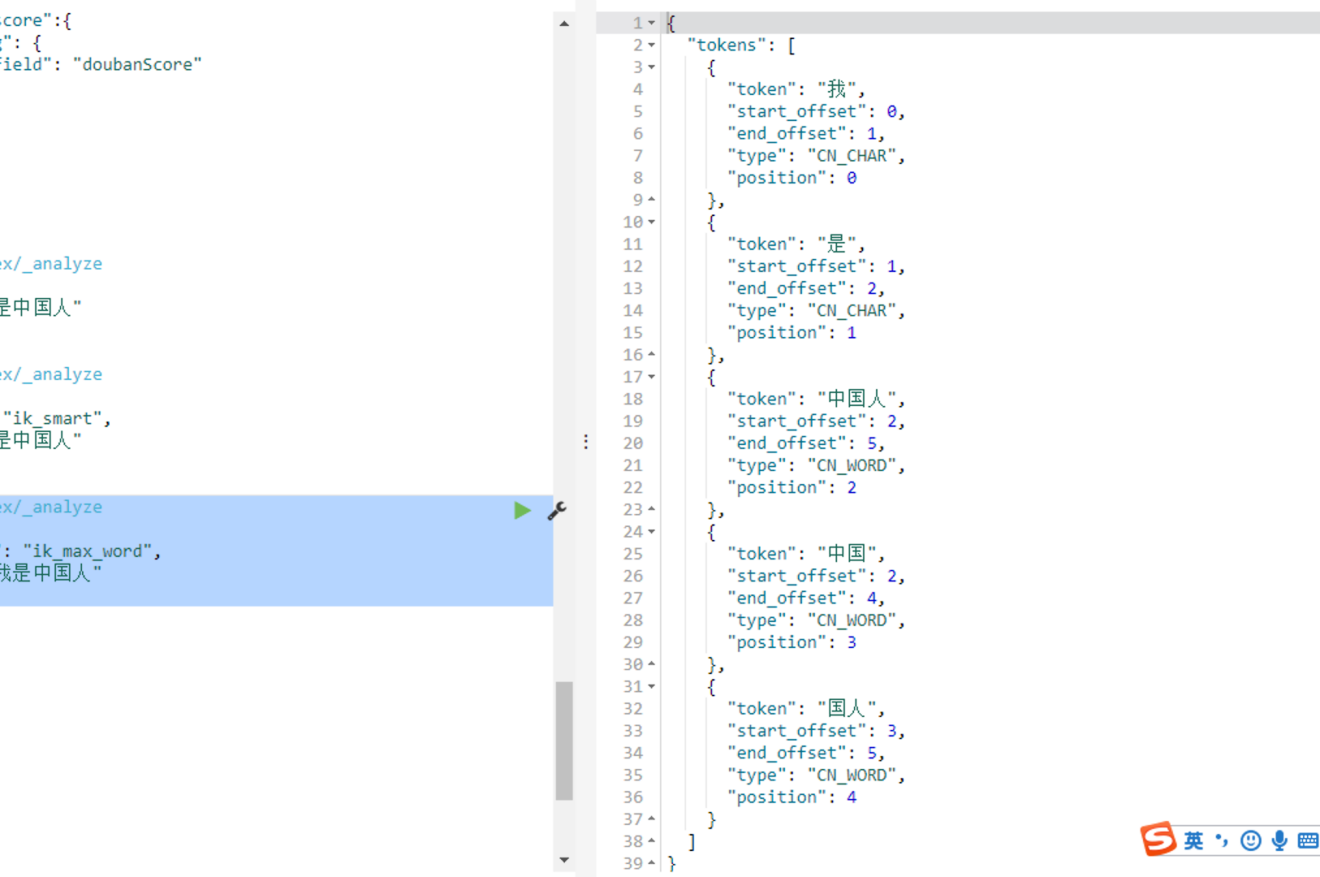 score":{
g": {
field": "doubanScore"
ex/_analyze
是中国人"
ex/_analyze
"ik_smart",
是中国人"
ex/_analyze
": "ik_max_word",
我是中国人"
1 {
2 "tokens": [
3 {
4 "token": "我",
5 "start_offset": 0,
6 "end_offset": 1,
7 "type": "CN_CHAR",
8 "position": 0
9 },
10 {
11 "token": "是",
12 "start_offset": 1,
13 "end_offset": 2,
14 "type": "CN_CHAR",
15 "position": 1
16 },
17 {
18 "token": "中国人",
19 "start_offset": 2,
20 "end_offset": 5,
21 "type": "CN_WORD",
22 "position": 2
23 },
24 {
25 "token": "中国",
26 "start_offset": 2,
27 "end_offset": 4,
28 "type": "CN_WORD",
29 "position": 3
30 },
31 {
32 "token": "国人",
33 "start_offset": 3,
34 "end_offset": 5,
35 "type": "CN_WORD",
36 "position": 4
37 }
38 ]
39 }
S 英